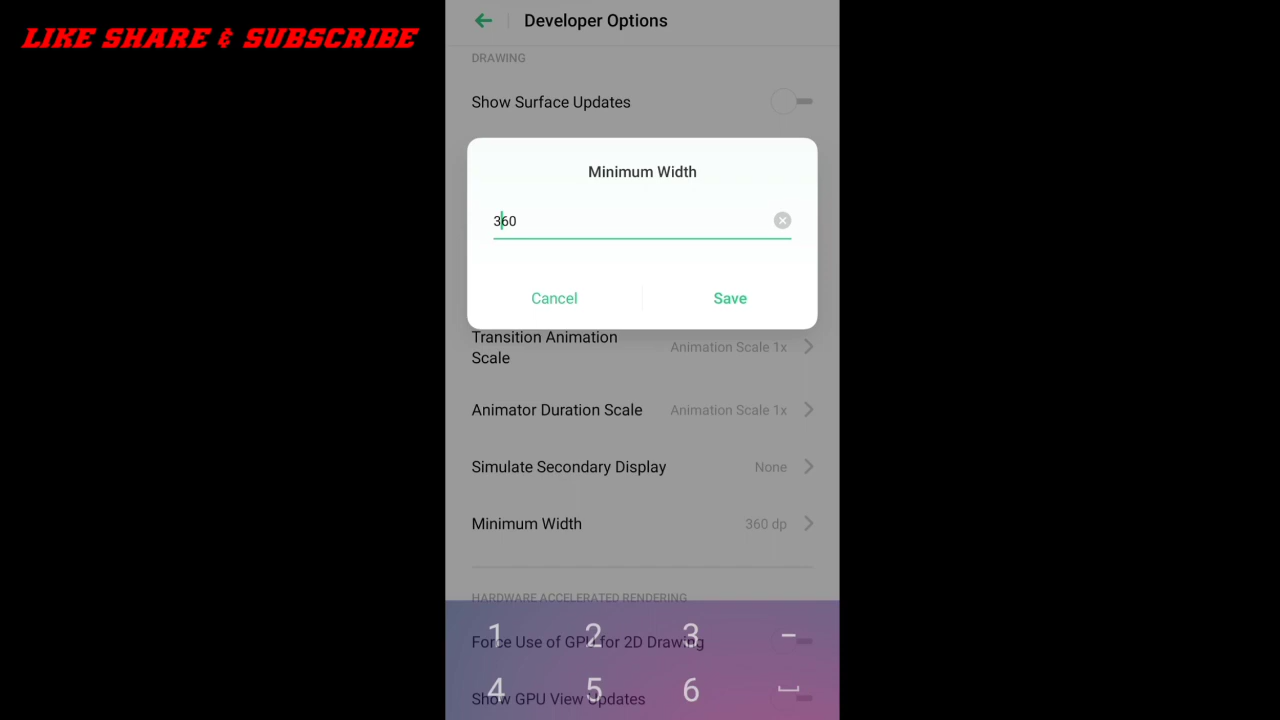 LIKE SHARE & SUBSCRIBE
Developer Options
DRAWING
Show Surface Updates
Minimum Width
360
Cancel
Save
Transition Animation
Scale
Animation Scale 1x
Animator Duration Scale
Animation Scale 1x
Simulate Secondary Display
None
Minimum Width
360 dp
HARDWARE ACCELERATED RENDERING
1 2 3 –
Force Use of GPU for 2D Drawing
4 5 6
Show GPU View Updates